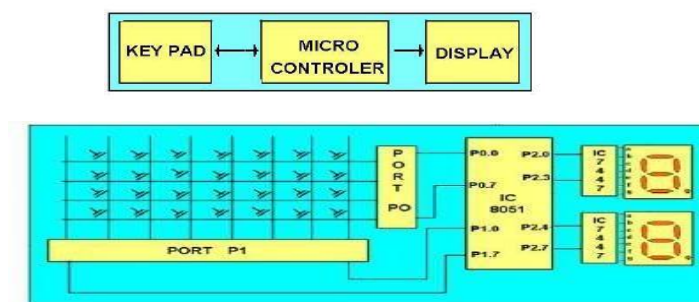 KEY PAD
MICRO
CONTROLER
DISPLAY
P
O
R
T
PO
PORT P1
P0.0
P0.7
P1.0
P1.7
IC
8051
P2.0
P2.3
P2.4
P2.7
IC
7
4
4
7
IC
7
4
4
7